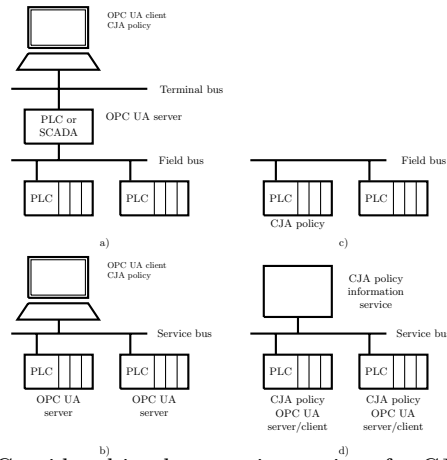 OPC UA client
CJA policy
Terminal bus
PLC or
SCADA
OPC UA server
Field bus
PLC
PLC
a)
Field bus
PLC
PLC
CJA policy
c)
OPC UA client
CJA policy
Service bus
PLC
PLC
OPC UA
server
OPC UA
server
b)
CJA policy
information
service
Service bus
PLC
PLC
CJA policy
OPC UA
server/client
CJA policy
OPC UA
server/client
d)